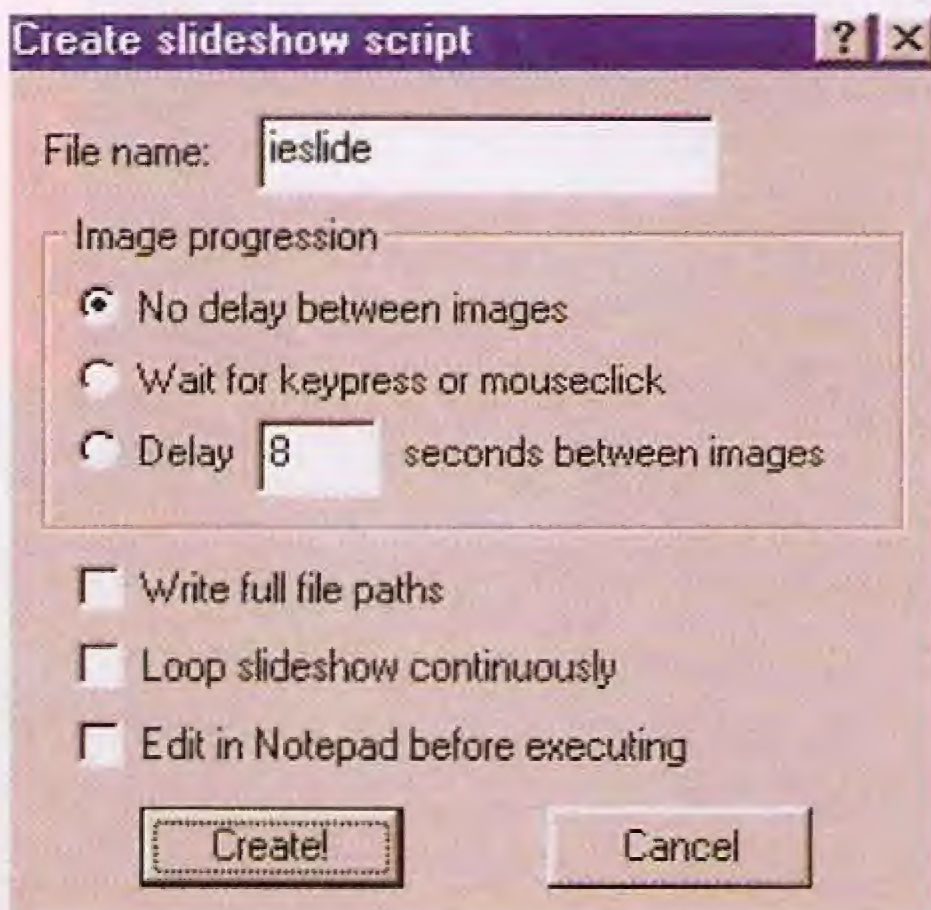 Create slideshow script
File name: ieslide
Image progression
No delay between images
Wait for keypress or mouseclick
Delay 8 seconds between images
Write full file paths
Loop slideshow continuously
Edit in Notepad before executing
Create! Cancel